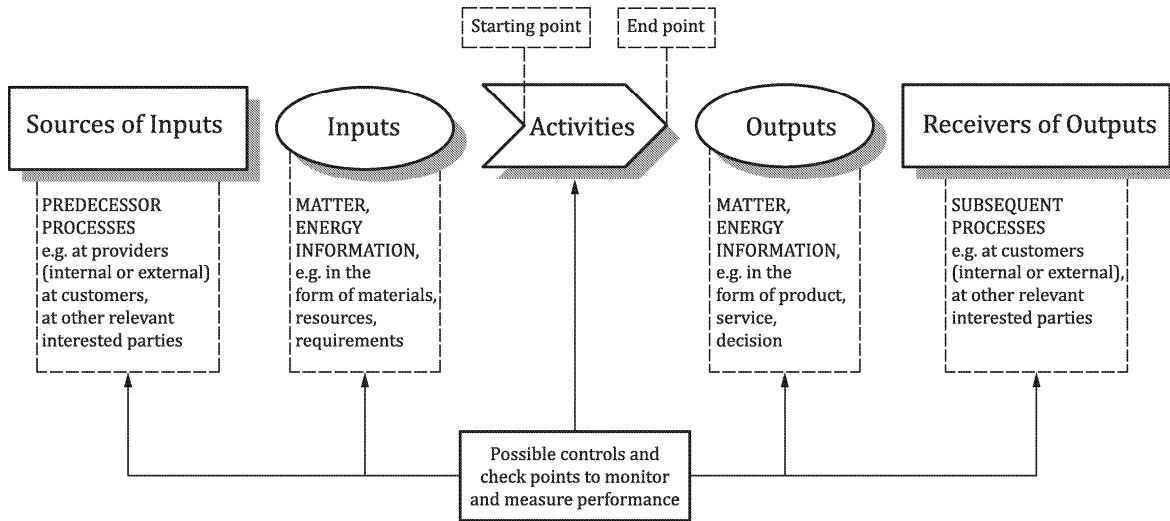 Starting point
End point
Sources of Inputs
Inputs
Activities
Outputs
Receivers of Outputs
PREDECESSOR
PROCESSES
e.g. at providers
(internal or external)
at customers,
at other relevant
interested parties
MATTER,
ENERGY
INFORMATION,
e.g. in the
form of materials,
resources,
requirements
MATTER,
ENERGY
INFORMATION,
e.g. in the
form of product,
service,
decision
SUBSEQUENT
PROCESSES
e.g. at customers
(internal or external),
at other relevant
interested parties
Possible controls and
check points to monitor
and measure performance